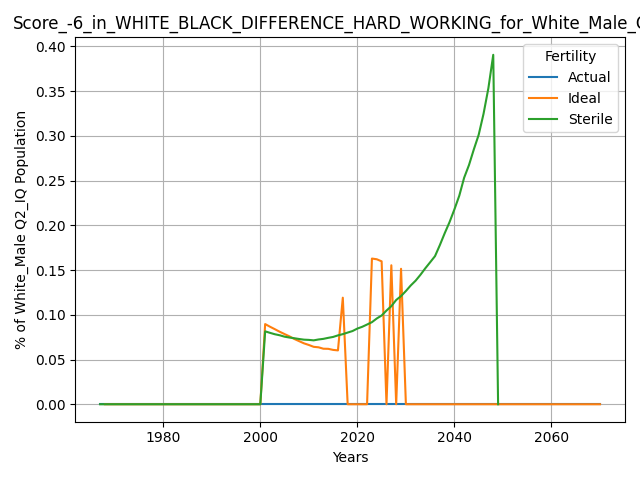 Score_-6_in_WHITE_BLACK_DIFFERENCE_HARD_WORKING_for_White_Male_
Fertility
Actual
Ideal
Sterile
% of White_Male Q2_IQ Population
0.40
0.35
0.30
0.25
0.20
0.15
0.10
0.05
0.00
1980 2000 2020 2040 2060
Years